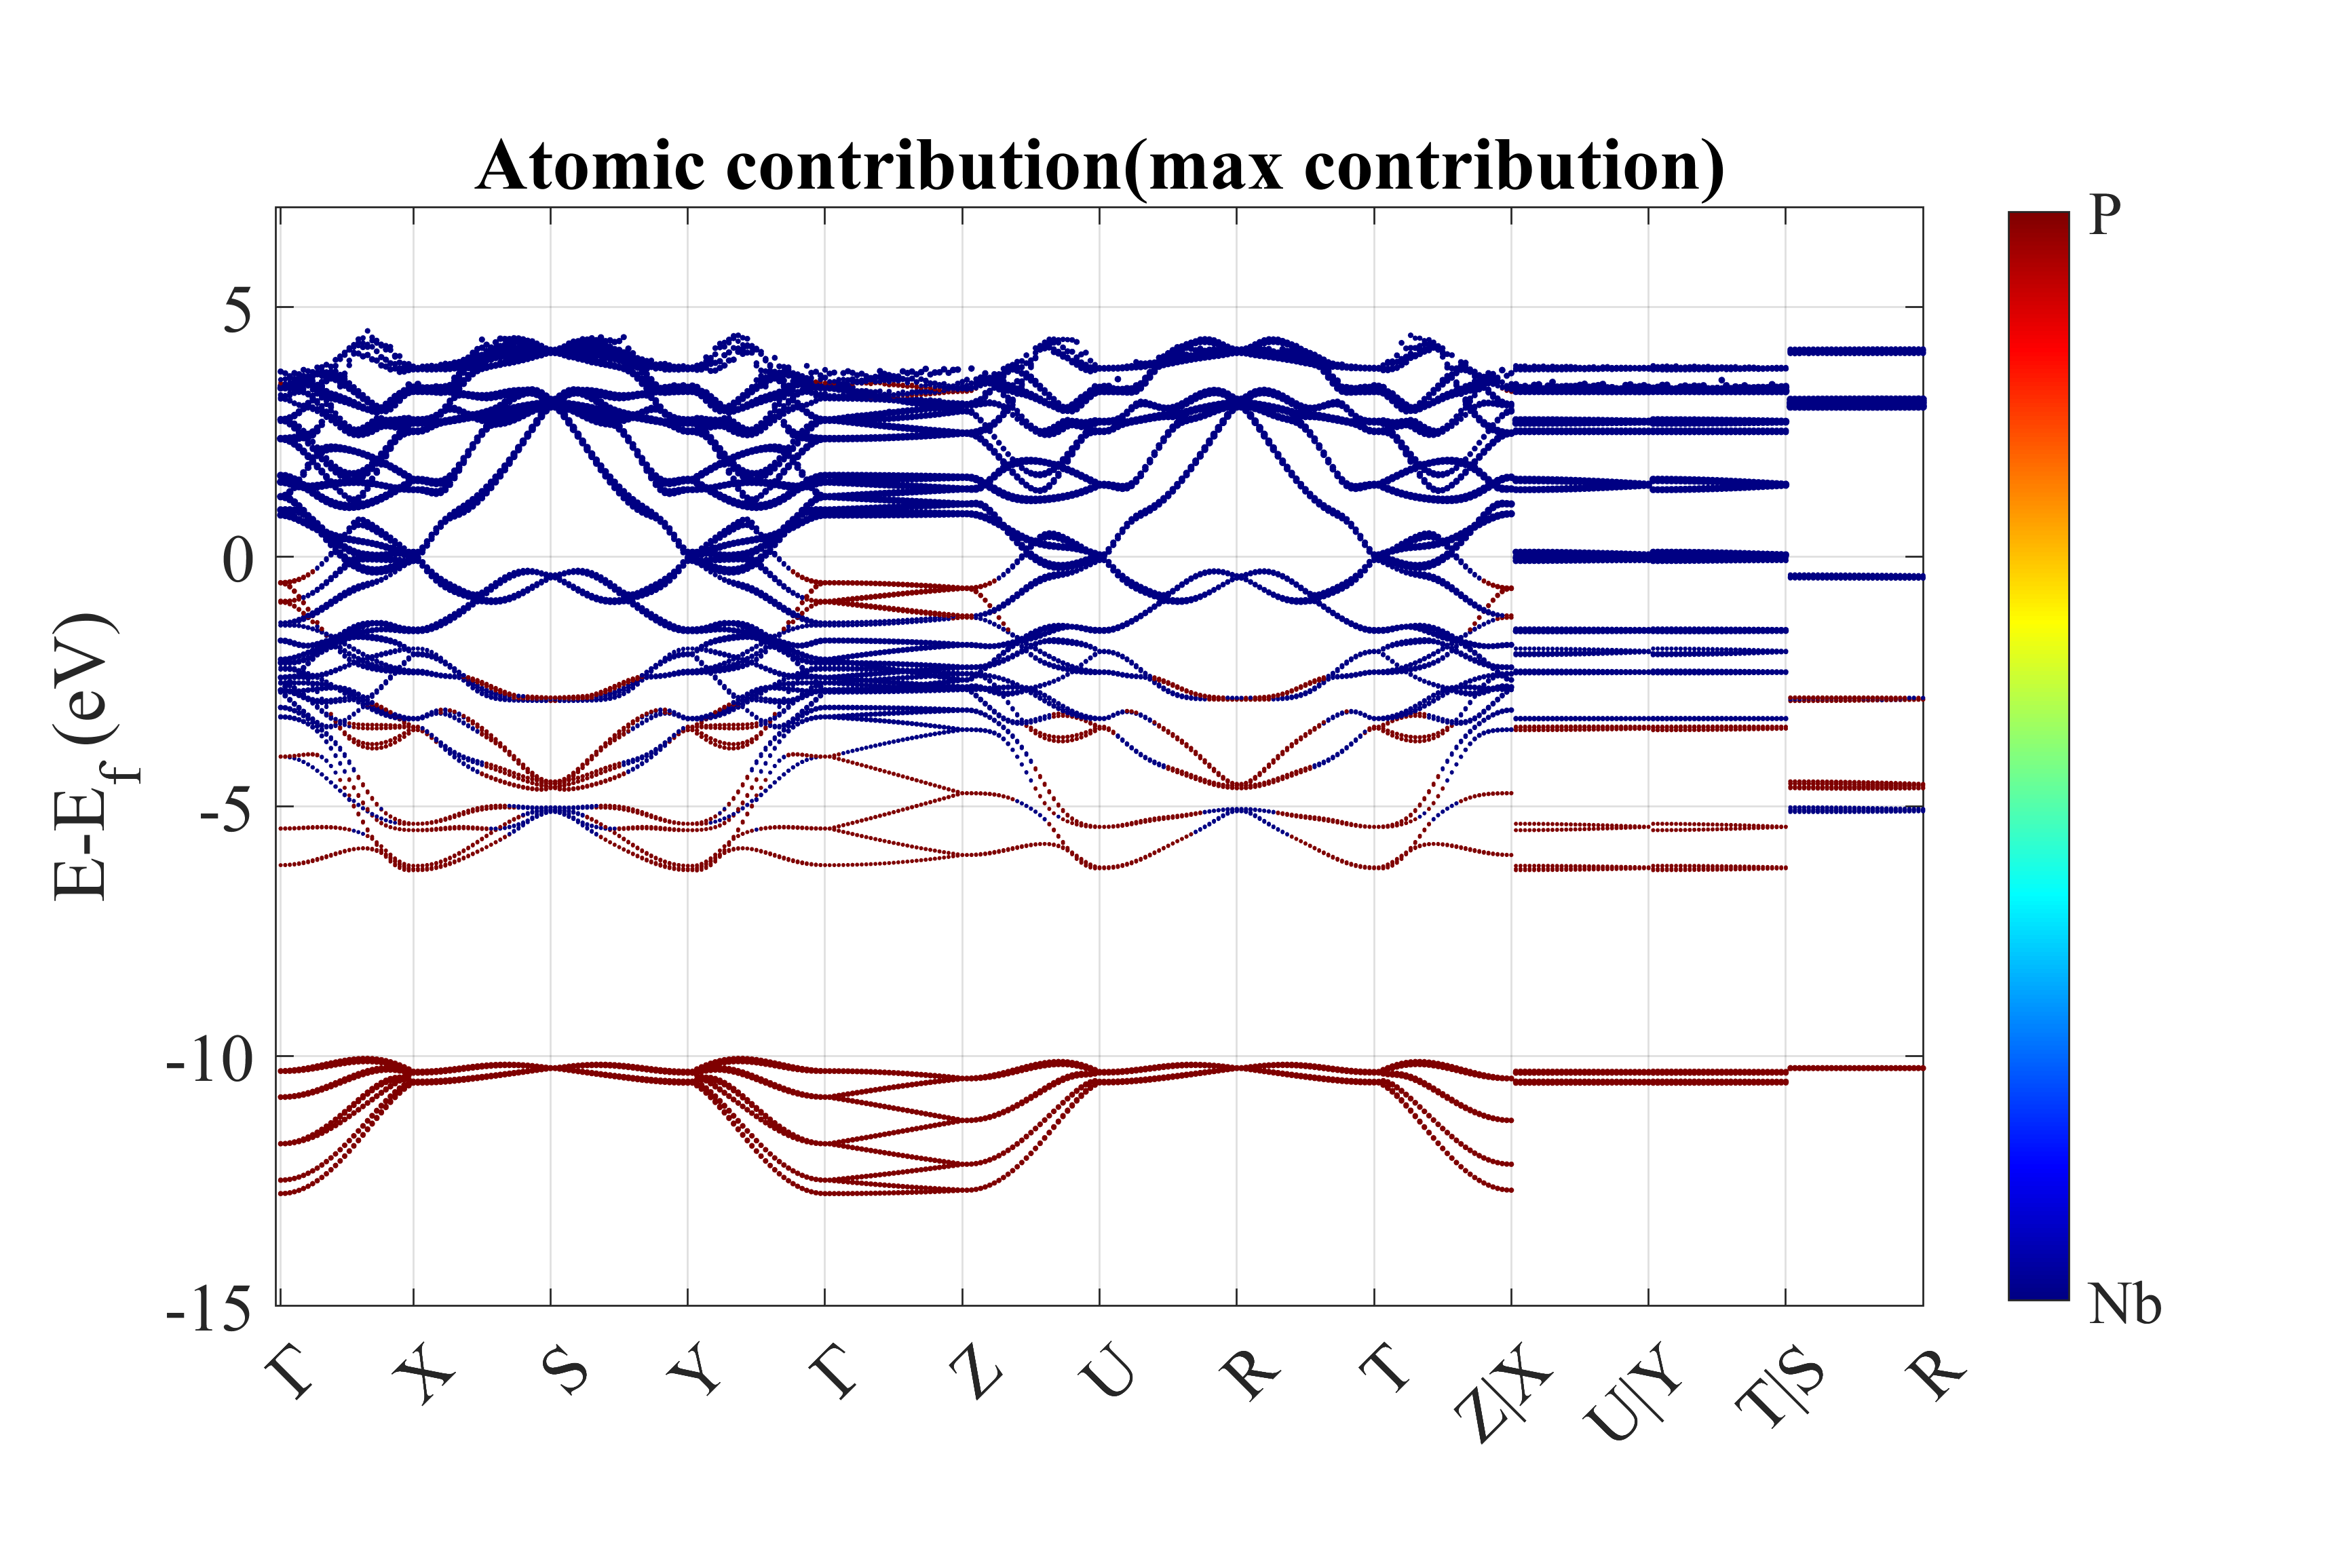 Atomic contribution(max contribution)
P
5
0
-5
-10
-15
E-E_f (eV)
Nb
Γ X S Y Γ Z U R T Z|X U|Y T|S R